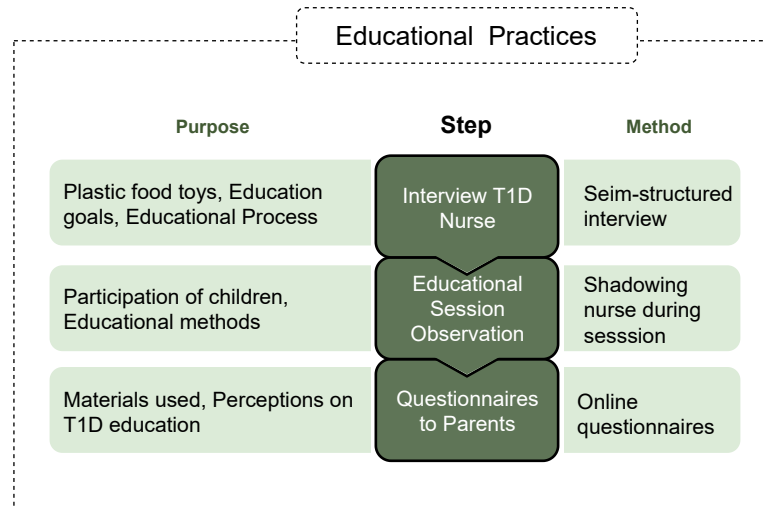 Educational Practices
Purpose
Step
Method
Plastic food toys, Education
goals, Educational Process
Interview T1D
Nurse
Seim-structured
interview
Participation of children,
Educational methods
Educational
Session
Observation
Shadowing
nurse during
sesssion
Materials used, Perceptions on
T1D education
Questionnaires
to Parents
Online
questionnaires